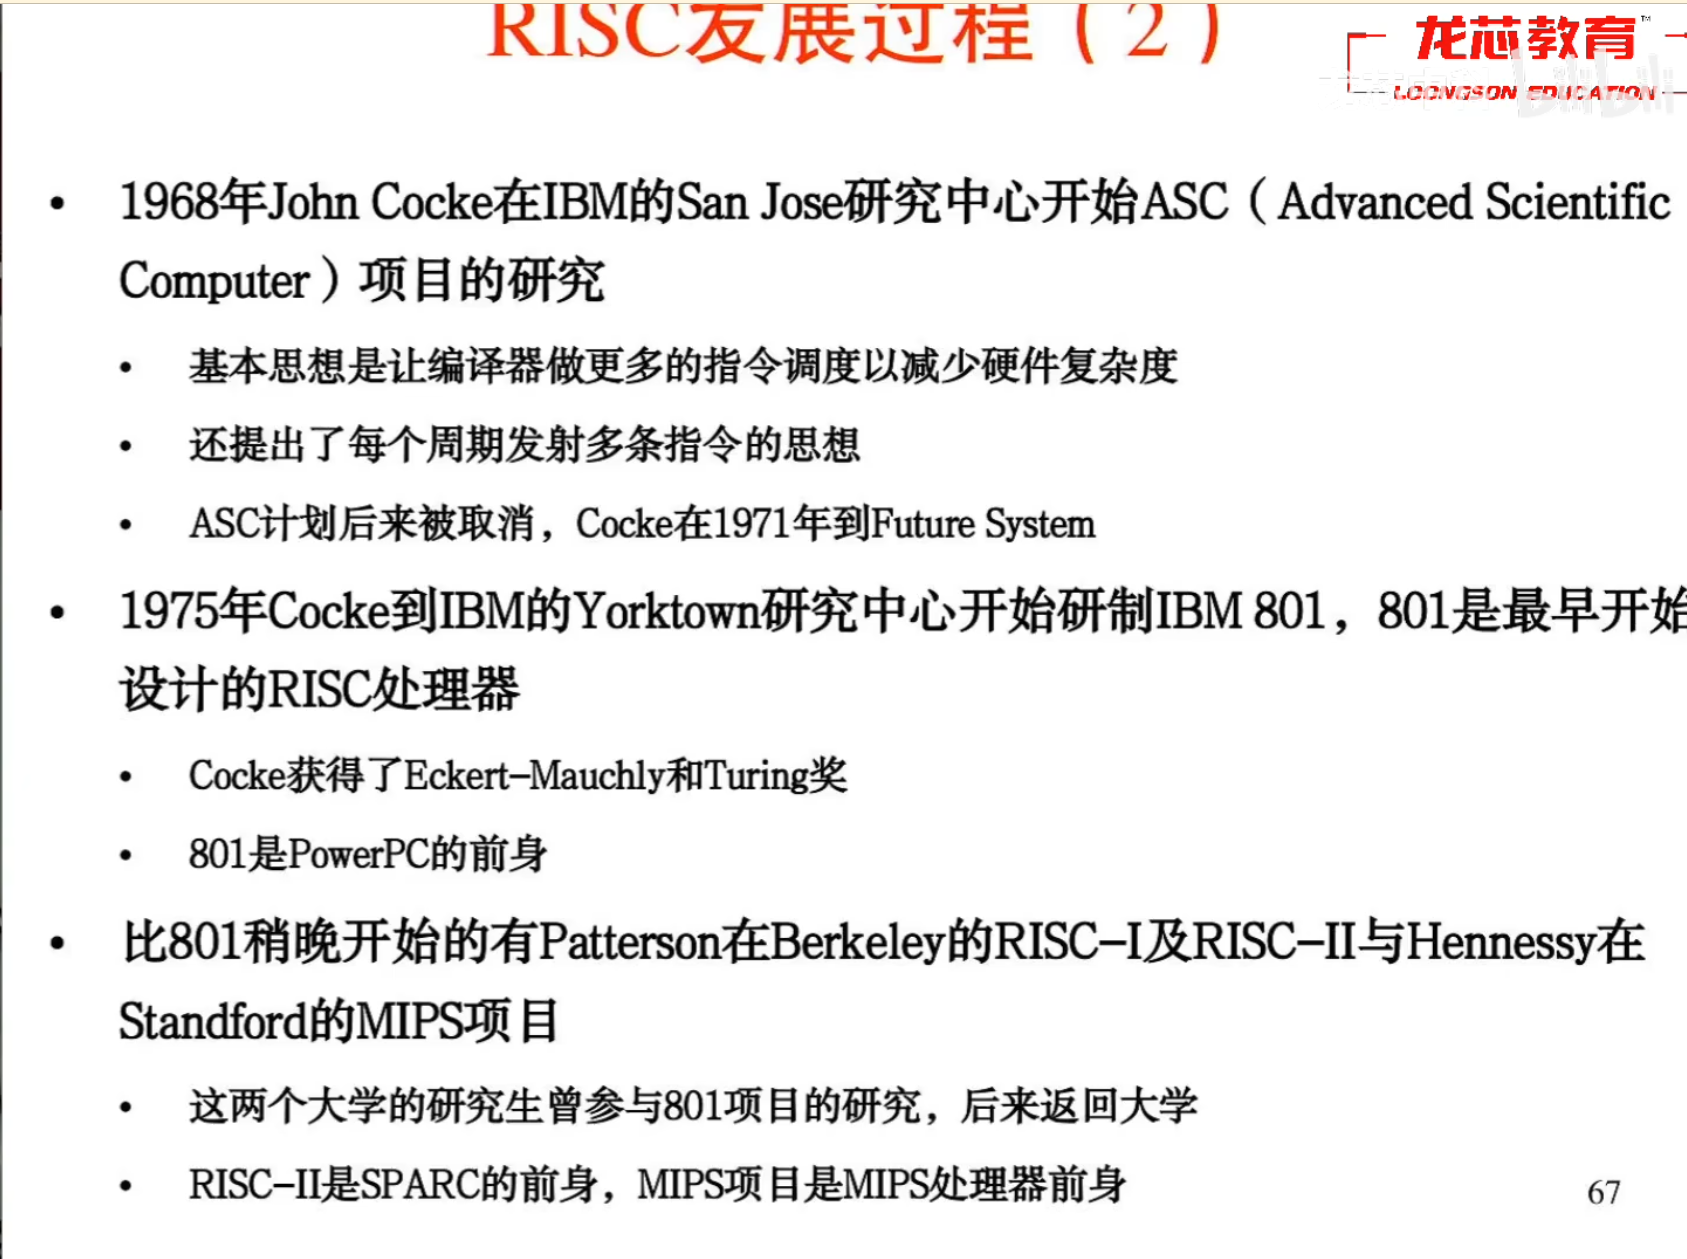 RISC发展过程（2）
龙芯教育™
LOONGSON EDUCATION
• 1968年John Cocke在IBM的San Jose研究中心开始ASC（Advanced Scientific
Computer）项目的研究
• 基本思想是让编译器做更多的指令调度以减少硬件复杂度
• 还提出了每个周期发射多条指令的思想
• ASC计划后来被取消，Cocke在1971年到Future System
• 1975年Cocke到IBM的Yorktown研究中心开始研制IBM 801，801是最早开始
设计的RISC处理器
• Cocke获得了Eckert-Mauchly和Turing奖
• 801是PowerPC的前身
• 比801稍晚开始的有Patterson在Berkeley的RISC-I及RISC-II与Hennessy在
Standford的MIPS项目
• 这两个大学的研究生曾参与801项目的研究，后来返回大学
• RISC-II是SPARC的前身，MIPS项目是MIPS处理器前身
67